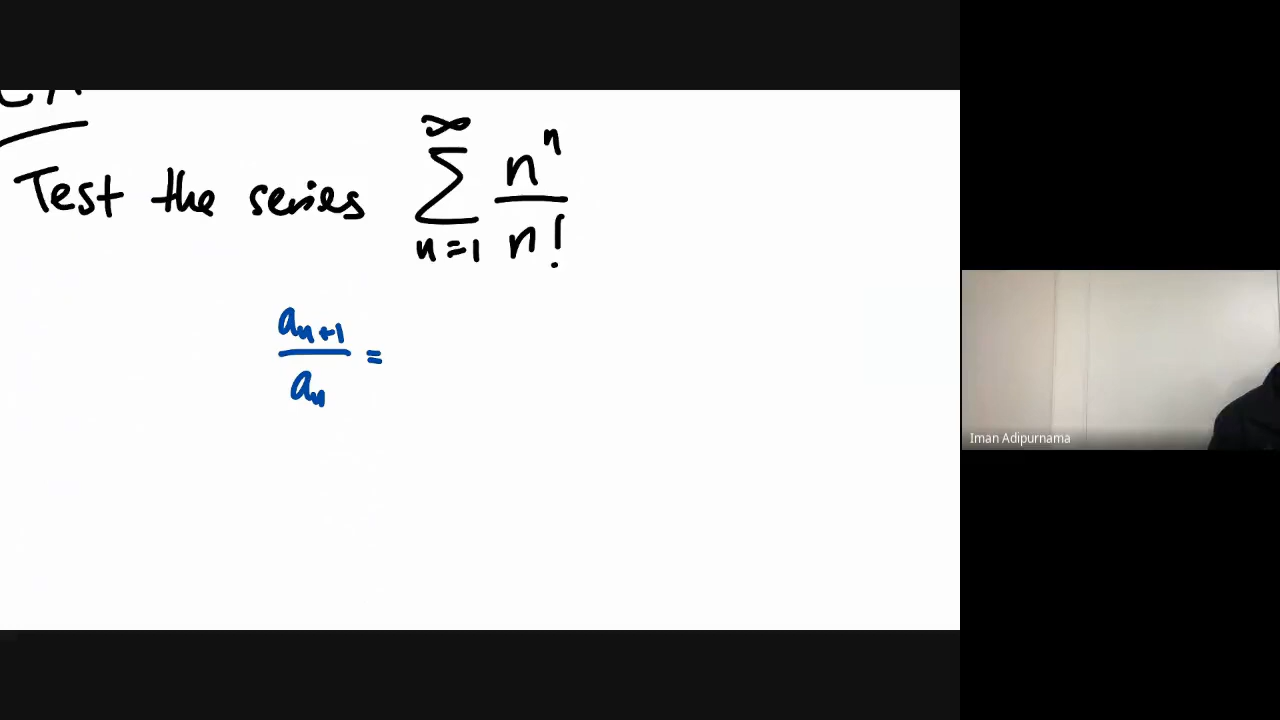 Test the series ∞ ∑ n=1 n^n / n!
a_{n+1} / a_n =
Iman Adipurnama